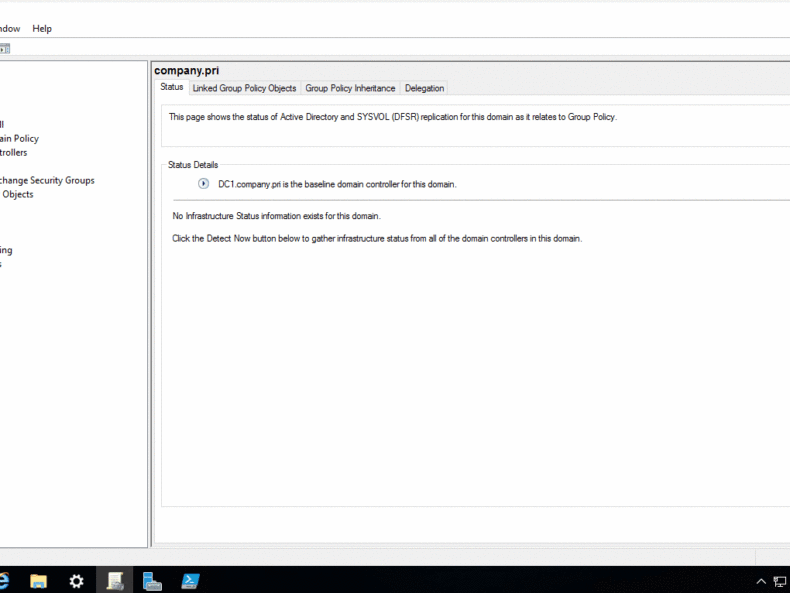 ndow Help
company.pri
Status Linked Group Policy Objects Group Policy Inheritance Delegation
This page shows the status of Active Directory and SYSVOL (DFSR) replication for this domain as it relates to Group Policy.
ll
ain Policy
trollers
change Security Groups
Objects
ing
s
Status Details
DC1.company.pri is the baseline domain controller for this domain.
No Infrastructure Status information exists for this domain.
Click the Detect Now button below to gather infrastructure status from all of the domain controllers in this domain.